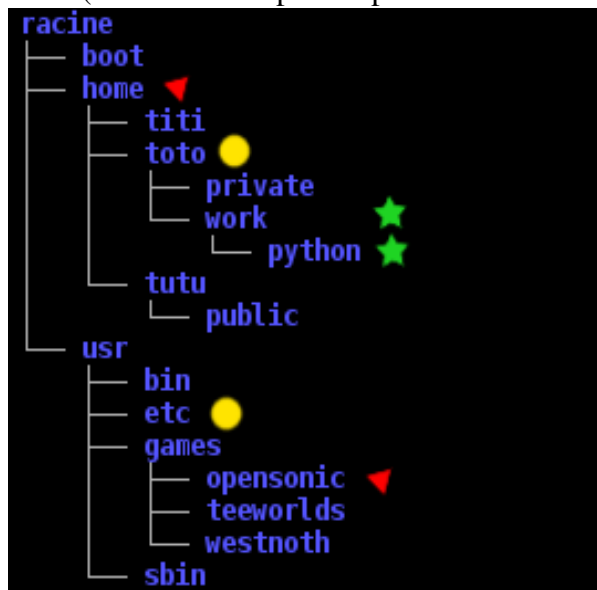 racine
boot
home
titi
toto
private
work
python
tutu
public
usr
bin
etc
games
opensonic
teeworlds
westnoth
sbin